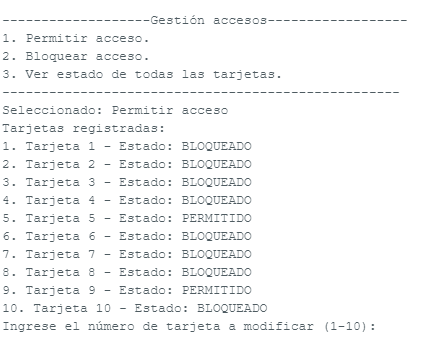 -------------------Gestión accesos------------------
1. Permitir acceso.
2. Bloquear acceso.
3. Ver estado de todas las tarjetas.
---------------------------------------------------
Seleccionado: Permitir acceso
Tarjetas registradas:
1. Tarjeta 1 - Estado: BLOQUEADO
2. Tarjeta 2 - Estado: BLOQUEADO
3. Tarjeta 3 - Estado: BLOQUEADO
4. Tarjeta 4 - Estado: BLOQUEADO
5. Tarjeta 5 - Estado: PERMITIDO
6. Tarjeta 6 - Estado: BLOQUEADO
7. Tarjeta 7 - Estado: BLOQUEADO
8. Tarjeta 8 - Estado: BLOQUEADO
9. Tarjeta 9 - Estado: PERMITIDO
10. Tarjeta 10 - Estado: BLOQUEADO
Ingrese el número de tarjeta a modificar (1-10):